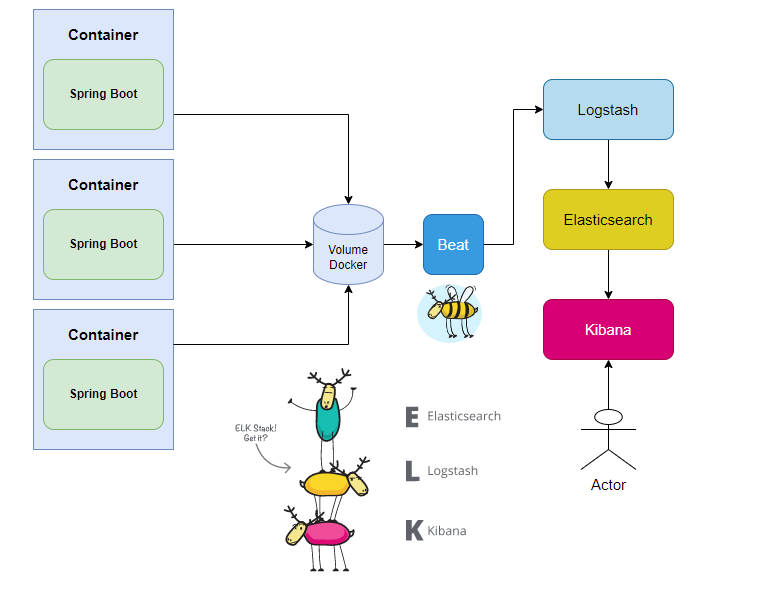 Container
Spring Boot
Container
Spring Boot
Container
Spring Boot
Volume
Docker
Beat
Logstash
Elasticsearch
Kibana
Actor
ELK Stack!
Get it?
E Elasticsearch
L Logstash
K Kibana